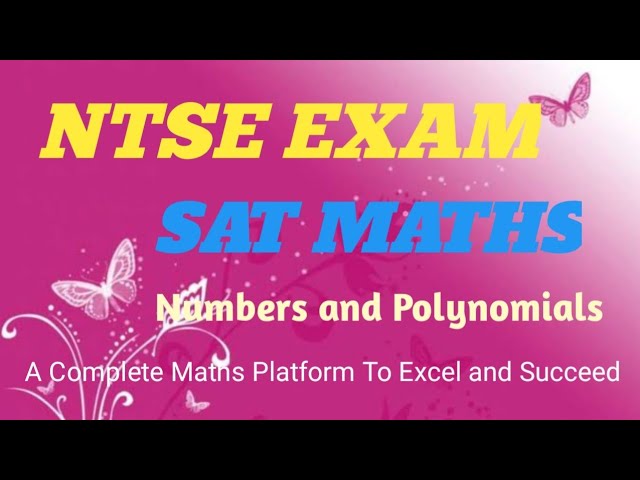 NTSE EXAM
SAT MATHS
Numbers and Polynomials
A Complete Maths Platform To Excel and Succeed